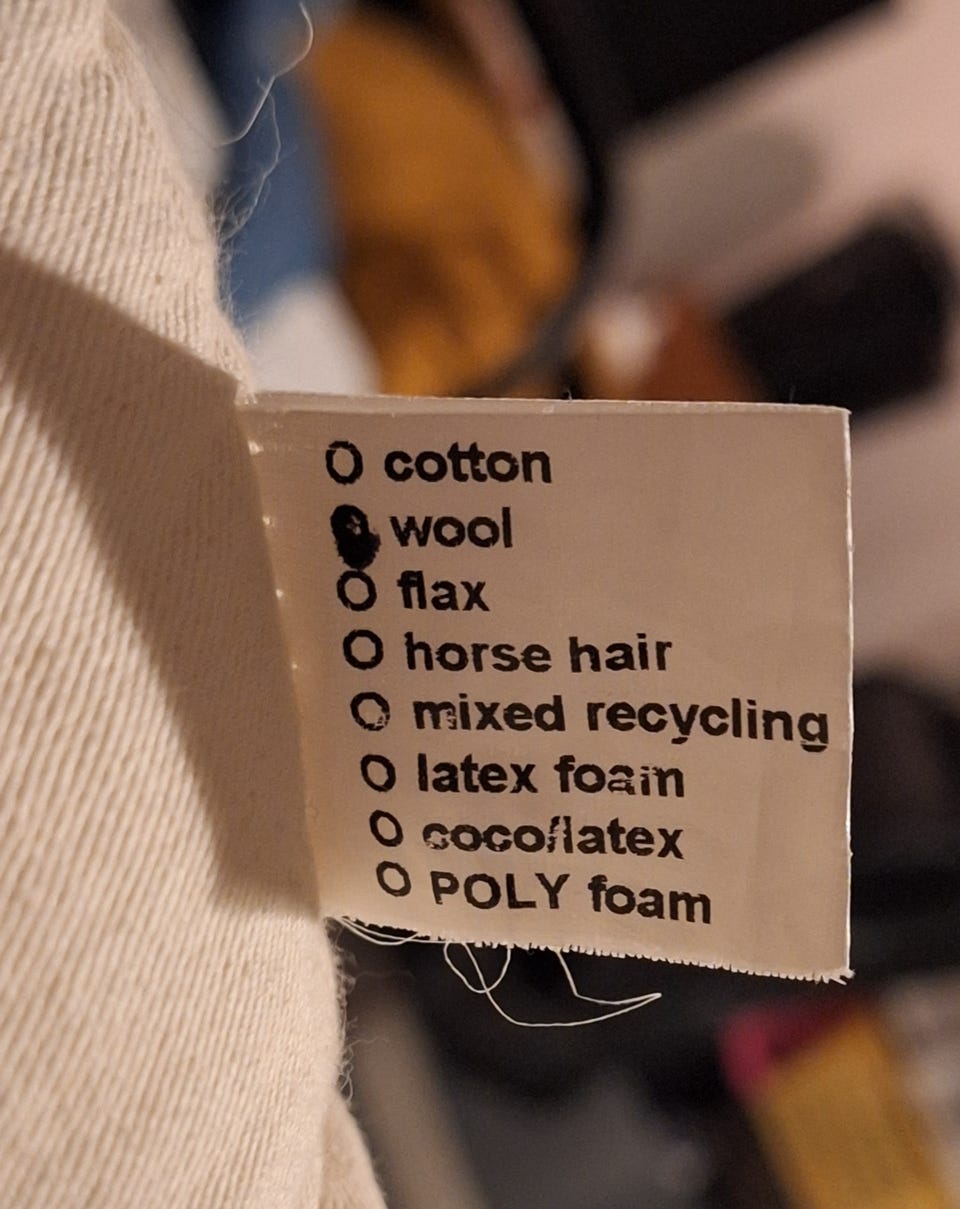 O cotton
● wool
O flax
O horse hair
O mixed recycling
O latex foam
O coco/latex
O POLY foam